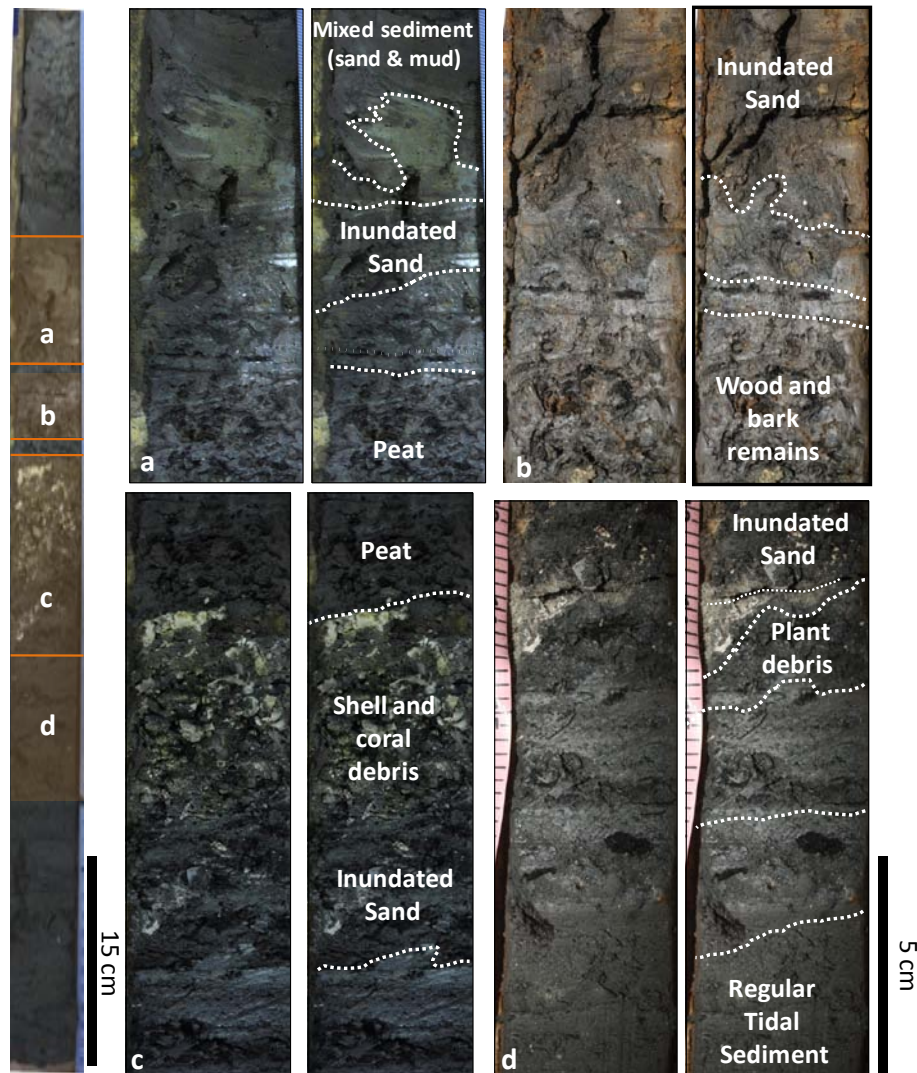 a
b
c
d
15 cm
Mixed sediment
(sand & mud)
Inundated
Sand
Peat
a
Inundated
Sand
Wood and
bark
remains
b
Peat
Shell and
coral
debris
Inundated
Sand
c
Inundated
Sand
Plant
debris
Regular
Tidal
Sediment
d
5 cm